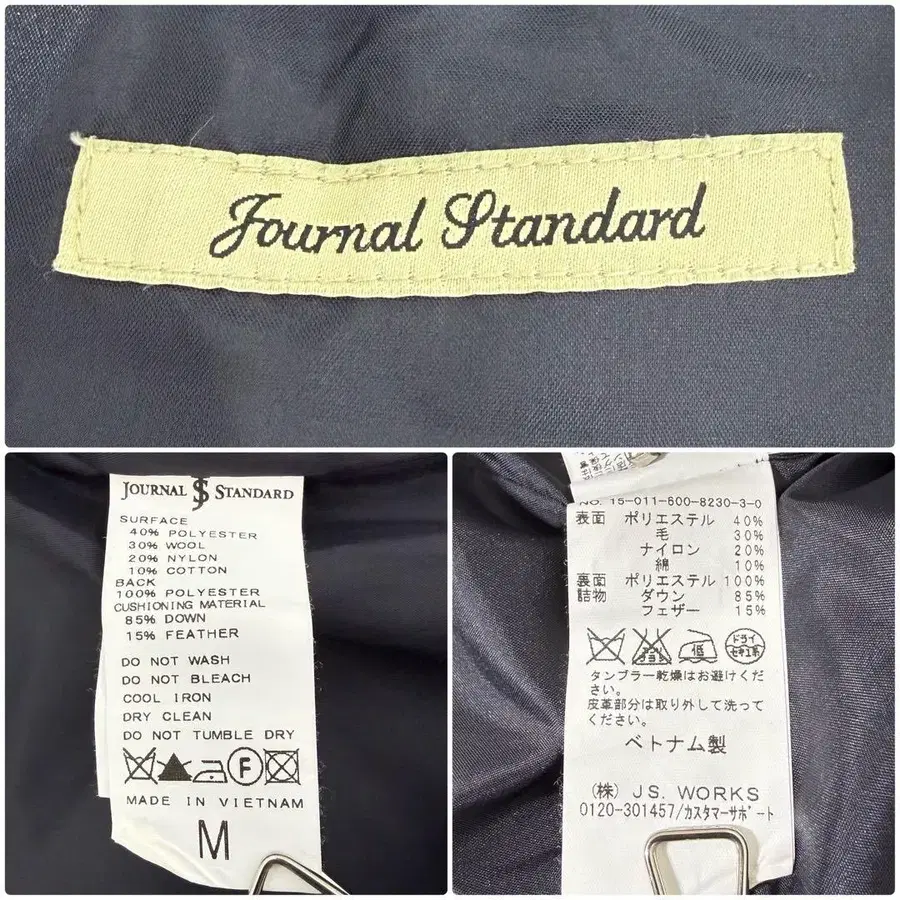 Journal Standard
JOURNAL JS STANDARD
SURFACE
40% POLYESTER
30% WOOL
20% NYLON
10% COTTON
BACK
100% POLYESTER
CUSHIONING MATERIAL
85% DOWN
15% FEATHER
DO NOT WASH
DO NOT BLEACH
COOL IRON
DRY CLEAN
DO NOT TUMBLE DRY
F
MADE IN VIETNAM
M
NO. 15-011-600-8230-3-0
表面 ポリエステル 40%
毛 30%
ナイロン 20%
綿 10%
裏面 ポリエステル 100%
詰物 ダウン 85%
フェザー 15%
エンソサラシ 低 ドライ セキユ系
タンブラー乾燥はお避けくだ
さい。
皮革部分は取り外して洗って
ください。
ベトナム製
(株) J.S. WORKS
0120-301457/カスタマーサポート